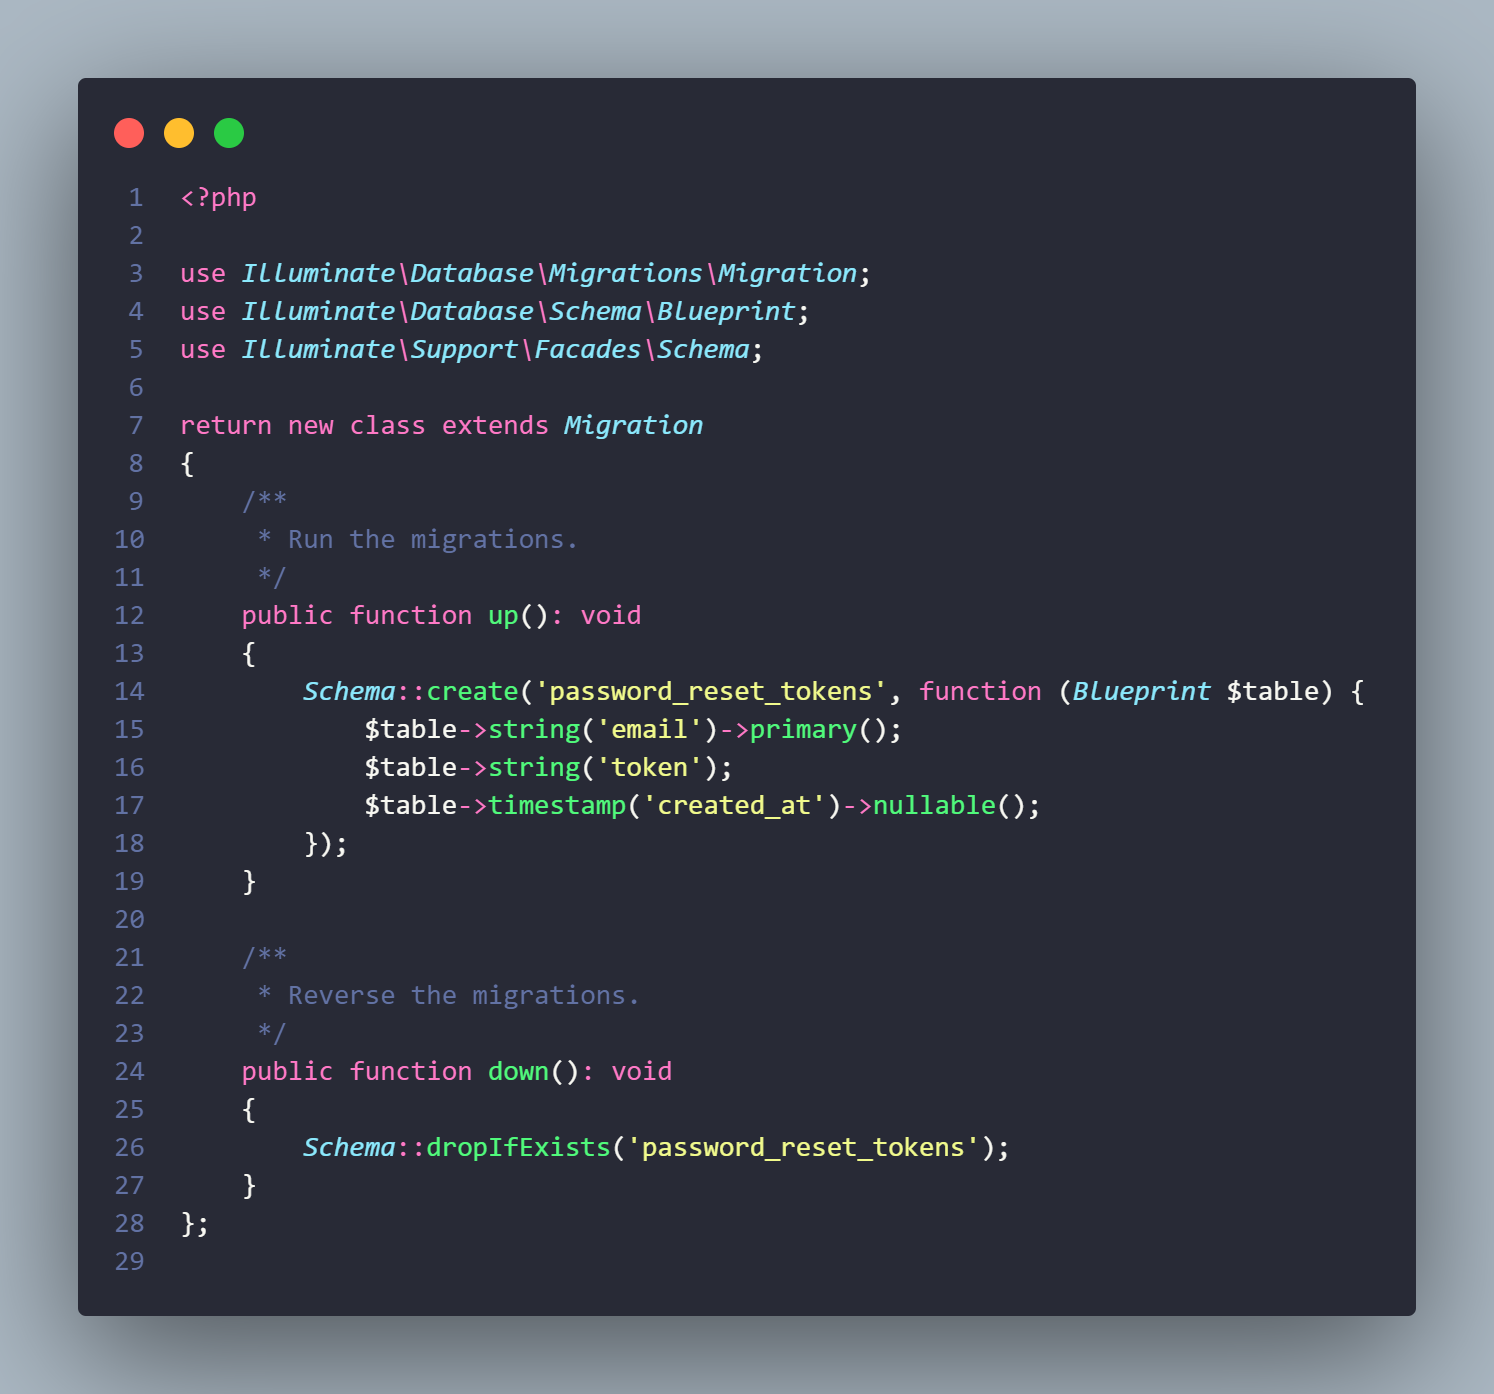 1 <?php
2
3 use Illuminate\Database\Migrations\Migration;
4 use Illuminate\Database\Schema\Blueprint;
5 use Illuminate\Support\Facades\Schema;
6
7 return new class extends Migration
8 {
9     /**
10      * Run the migrations.
11      */
12     public function up(): void
13     {
14         Schema::create('password_reset_tokens', function (Blueprint $table) {
15             $table->string('email')->primary();
16             $table->string('token');
17             $table->timestamp('created_at')->nullable();
18         });
19     }
20
21     /**
22      * Reverse the migrations.
23      */
24     public function down(): void
25     {
26         Schema::dropIfExists('password_reset_tokens');
27     }
28 };
29